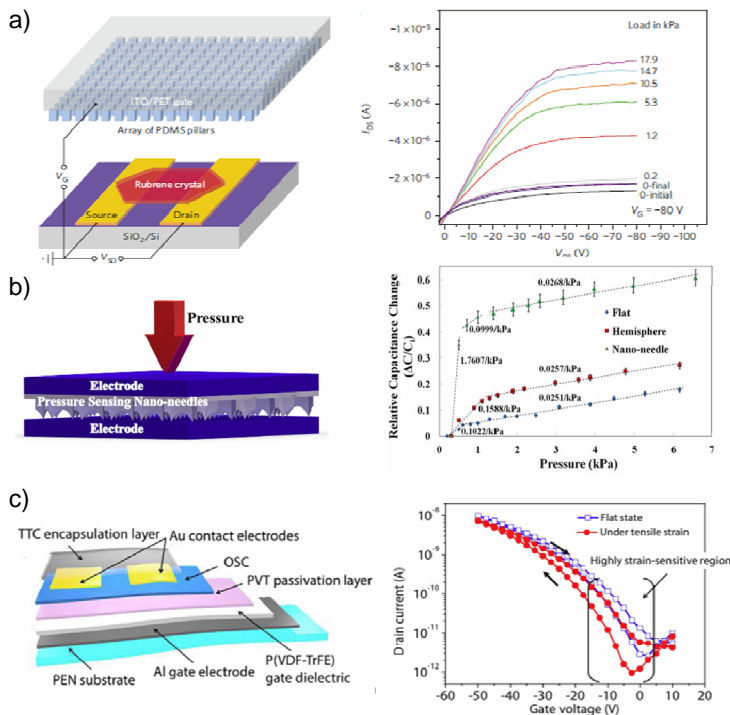 a)
ITO/PET gate
Array of PDMS pillars
V_G
Rubrene crystal
Source
Drain
SiO₂/Si
V_SD
I_DS (A)
Load in kPa
-1 × 10⁻⁵
-8 × 10⁻⁶
-6 × 10⁻⁶
-4 × 10⁻⁶
-2 × 10⁻⁶
0
17.9
14.7
10.5
5.3
1.2
0.2
0-final
0-initial
V_G = −80 V
0 -10 -20 -30 -40 -50 -60 -70 -80 -90 -100
V_DS (V)
b)
Pressure
Electrode
Pressure Sensing Nano-needles
Electrode
Relative Capacitance Change
(ΔC/Cᵢ)
0.6
0.5
0.4
0.3
0.2
0.1
0
0.0268/kPa
0.0999/kPa
1.7607/kPa
0.0257/kPa
0.1588/kPa
0.0251/kPa
0.1022/kPa
Flat
Hemisphere
Nano-needle
0 1 2 3 4 5 6 7
Pressure (kPa)
c)
TTC encapsulation layer
Au contact electrodes
OSC
PVT passivation layer
P(VDF-TrFE)
gate dielectric
Al gate electrode
PEN substrate
Drain current (A)
10⁻⁸
10⁻⁹
10⁻¹⁰
10⁻¹¹
10⁻¹²
Flat state
Under tensile strain
Highly strain-sensitive region
-50 -40 -30 -20 -10 0 10 20
Gate voltage (V)